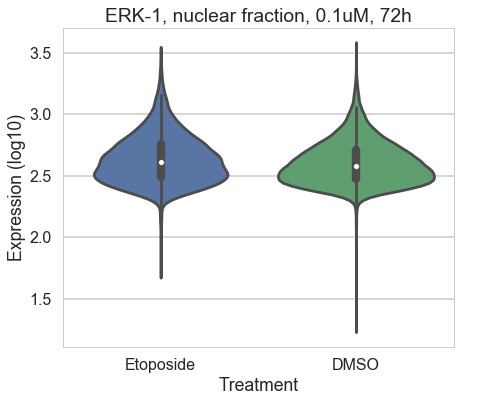 ERK-1, nuclear fraction, 0.1uM, 72h
Expression (log10)
3.5
3.0
2.5
2.0
1.5
Etoposide
DMSO
Treatment